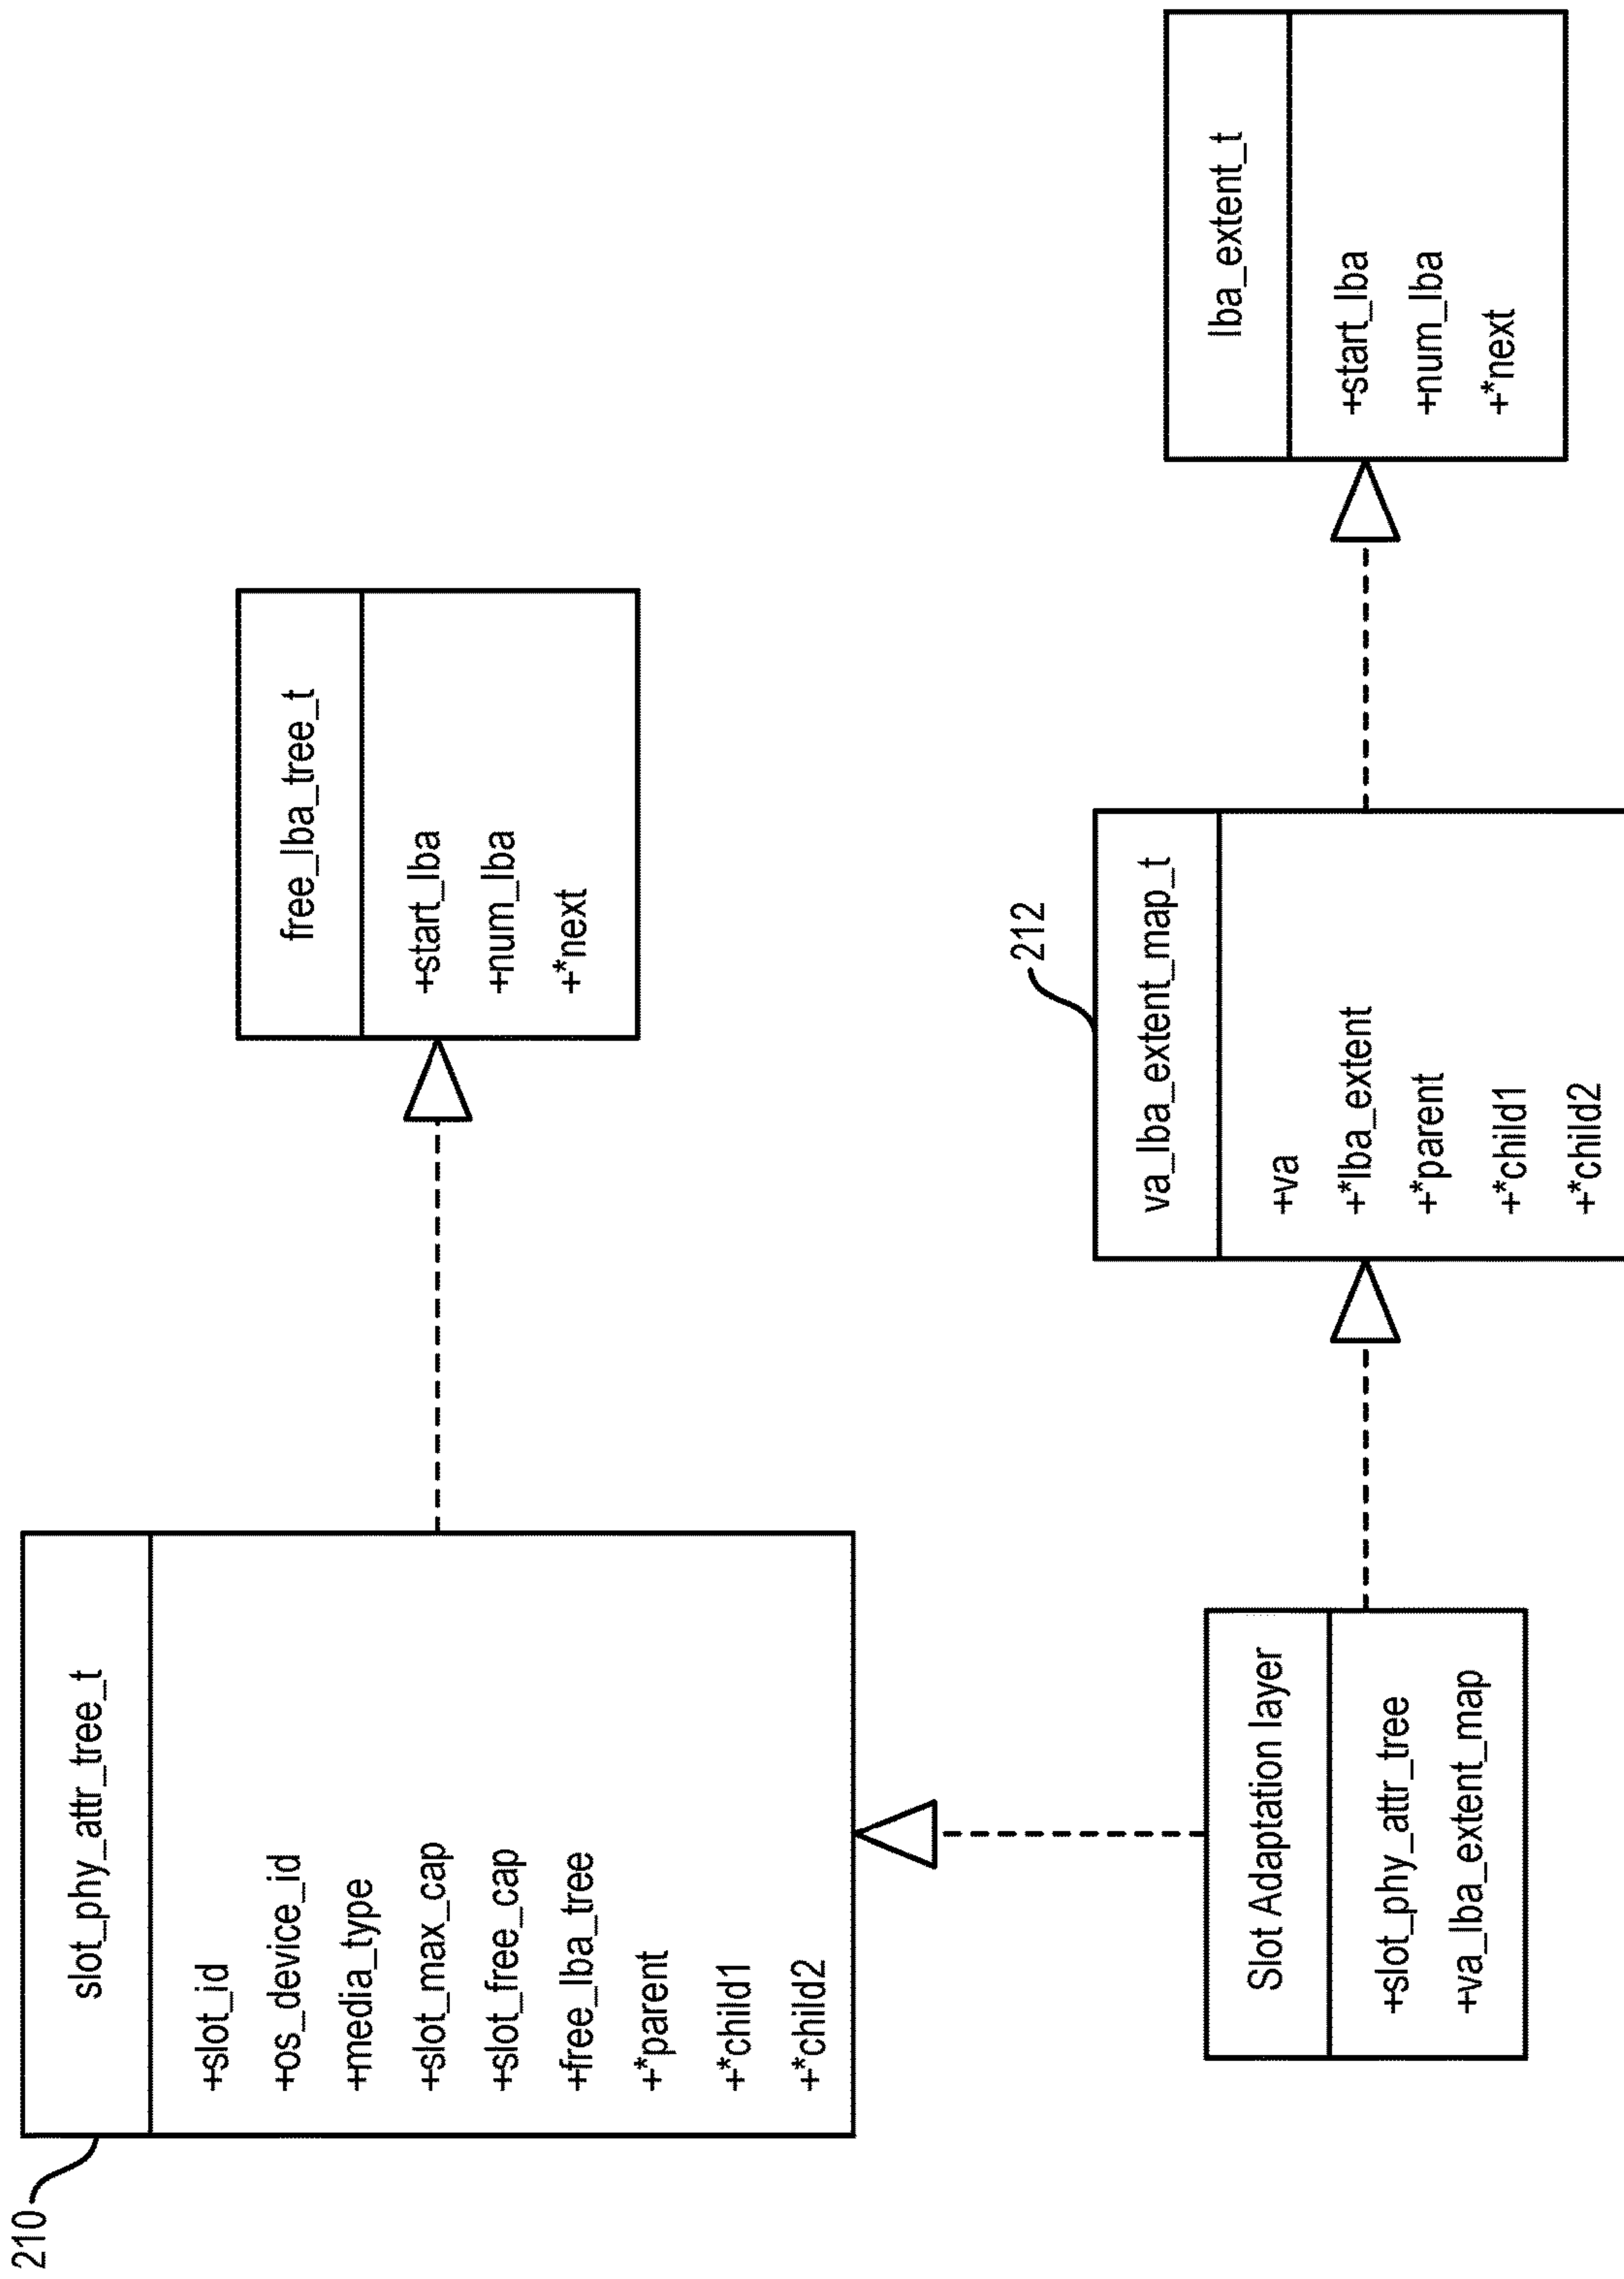 210
slot_phy_attr_tree_t
+slot_id
+os_device_id
+media_type
+slot_max_cap
+slot_free_cap
+free_lba_tree
+*parent
+*child1
+*child2
free_lba_tree_t
+start_lba
+num_lba
+*next
Slot Adaptation layer
+slot_phy_attr_tree
+va_lba_extent_map
212
va_lba_extent_map_t
+va
+*lba_extent
+*parent
+*child1
+*child2
lba_extent_t
+start_lba
+num_lba
+*next